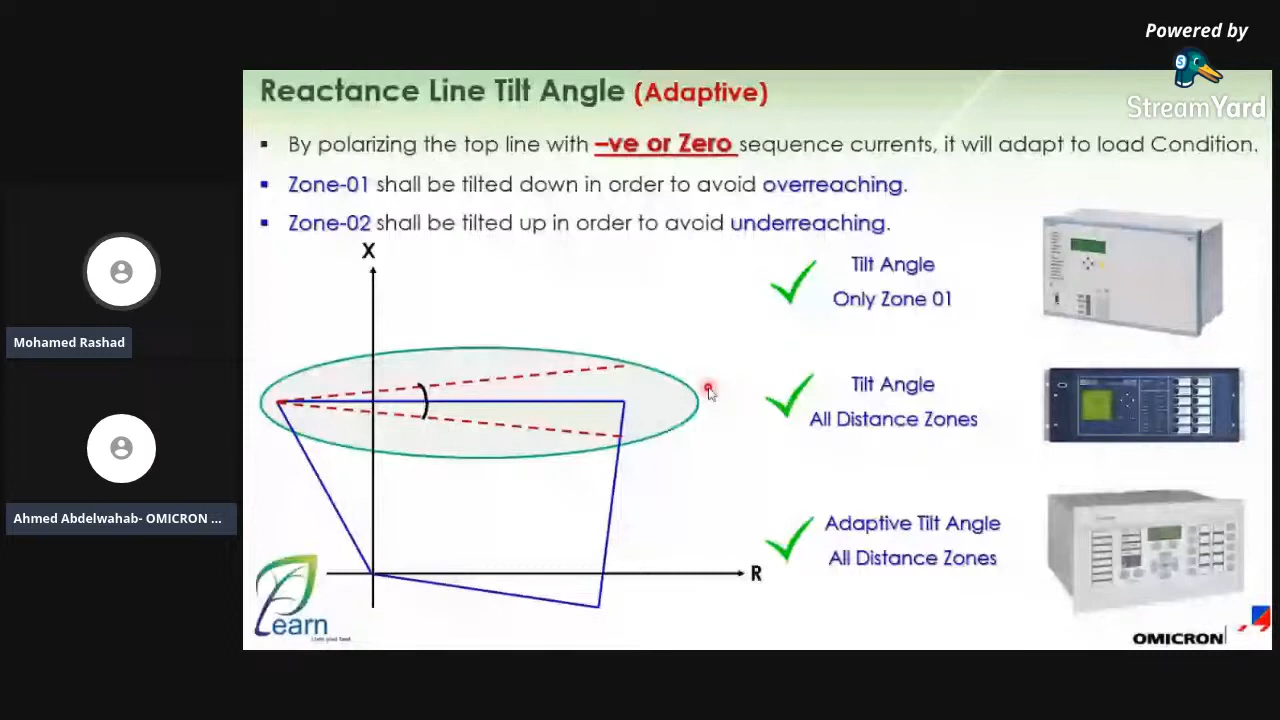 Powered by
StreamYard
Reactance Line Tilt Angle (Adaptive)
▪ By polarizing the top line with –ve or Zero sequence currents, it will adapt to load Condition.
▪ Zone-01 shall be tilted down in order to avoid overreaching.
▪ Zone-02 shall be tilted up in order to avoid underreaching.
X
R
Tilt Angle
Only Zone 01
Tilt Angle
All Distance Zones
Adaptive Tilt Angle
All Distance Zones
Mohamed Rashad
Ahmed Abdelwahab- OMICRON ...
Learn
OMICRON